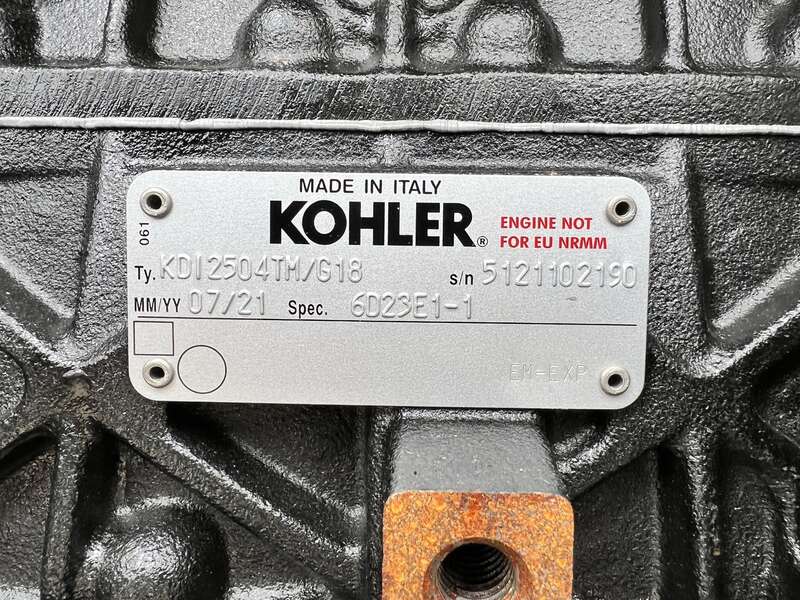 MADE IN ITALY
KOHLER®
ENGINE NOT
FOR EU NRMM
061
Ty. KDI2504TM/G18 s/n 5121102190
MM/YY 07/21 Spec. 6D23E1-1
EM-EXP